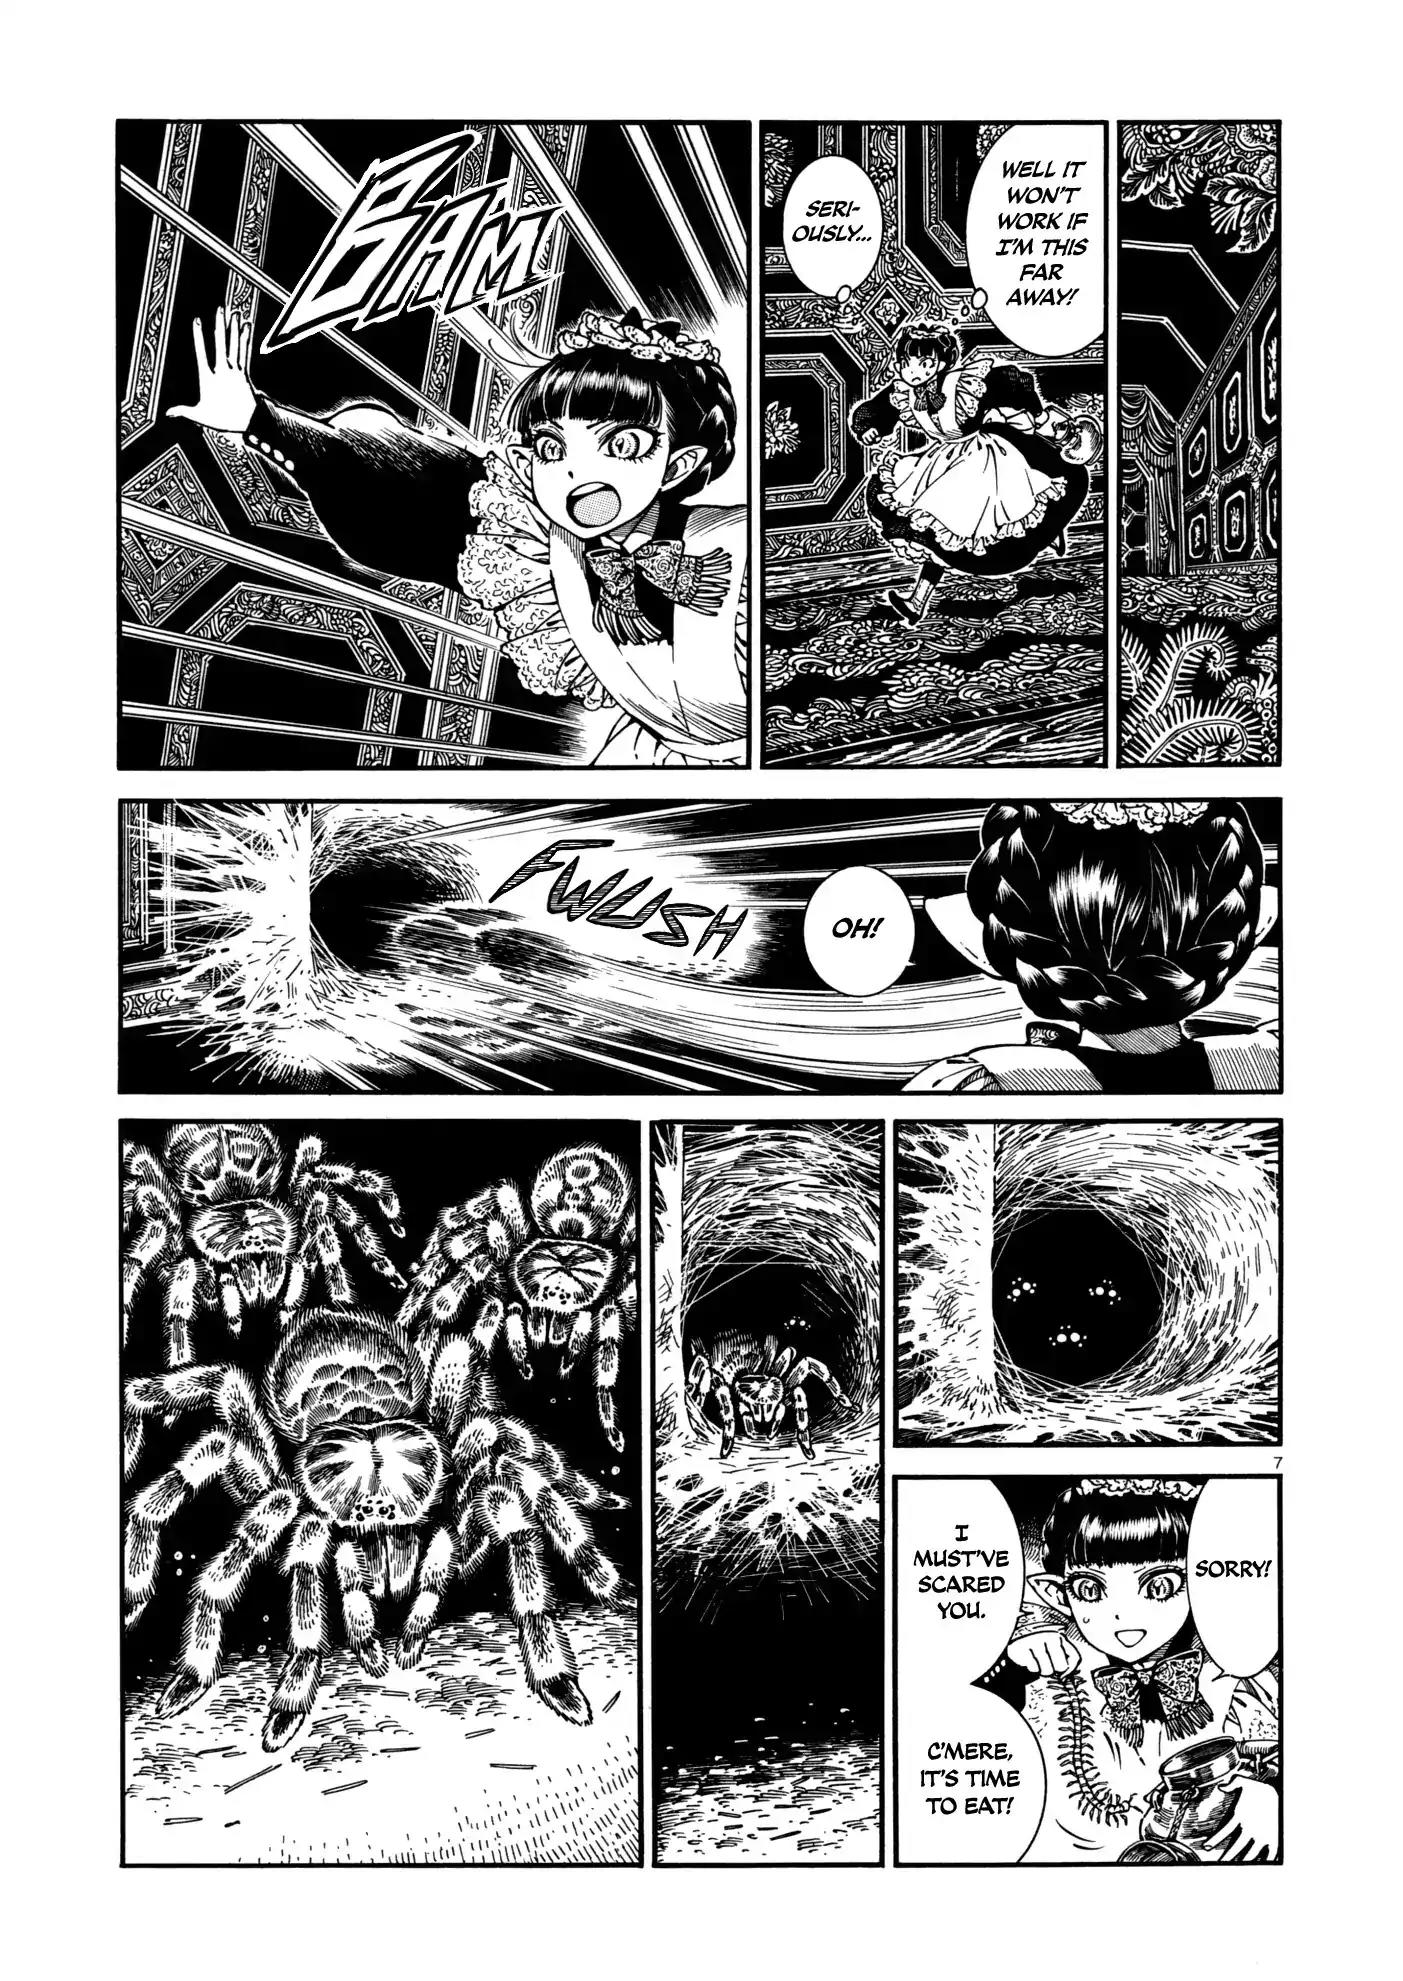 WELL IT
WON'T
WORK IF
I'M THIS
FAR
AWAY!
SERI-
OUSLY...
BAM
OH!
FWUSH
7
SORRY!
I
MUST'VE
SCARED
YOU.
C'MERE,
IT'S TIME
TO EAT!